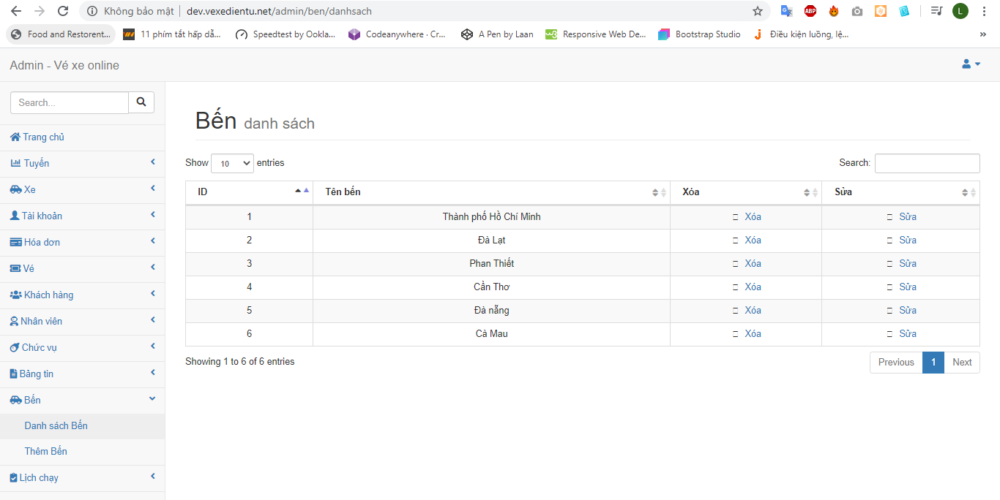 Không bảo mật | dev.vexedientu.net/admin/ben/danhsach
ABP
L
Food and Restorent... 11 phím tắt hấp dẫ... Speedtest by Ookla... Codeanywhere · Cr... A Pen by Laan Responsive Web De... Bootstrap Studio Điều kiện luồng, lệ... »
Admin - Vé xe online
Search...
Trang chủ
Tuyến
Xe
Tài khoản
Hóa dơn
Vé
Khách hàng
Nhân viên
Chức vụ
Bảng tin
Bến
Danh sách Bến
Thêm Bến
Lịch chạy
Bến danh sách
Show 10 entries Search:
ID Tên bến Xóa Sửa
1 Thành phố Hồ Chí Minh Xóa Sửa
2 Đà Lạt Xóa Sửa
3 Phan Thiết Xóa Sửa
4 Cần Thơ Xóa Sửa
5 Đà nẵng Xóa Sửa
6 Cà Mau Xóa Sửa
Showing 1 to 6 of 6 entries Previous 1 Next